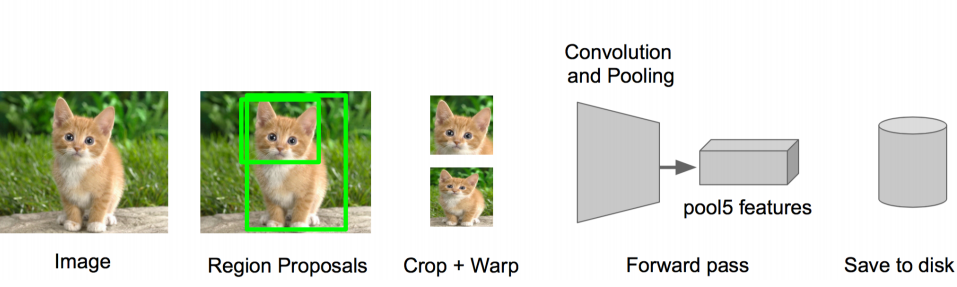 Convolution
and Pooling
pool5 features
Image
Region Proposals
Crop + Warp
Forward pass
Save to disk